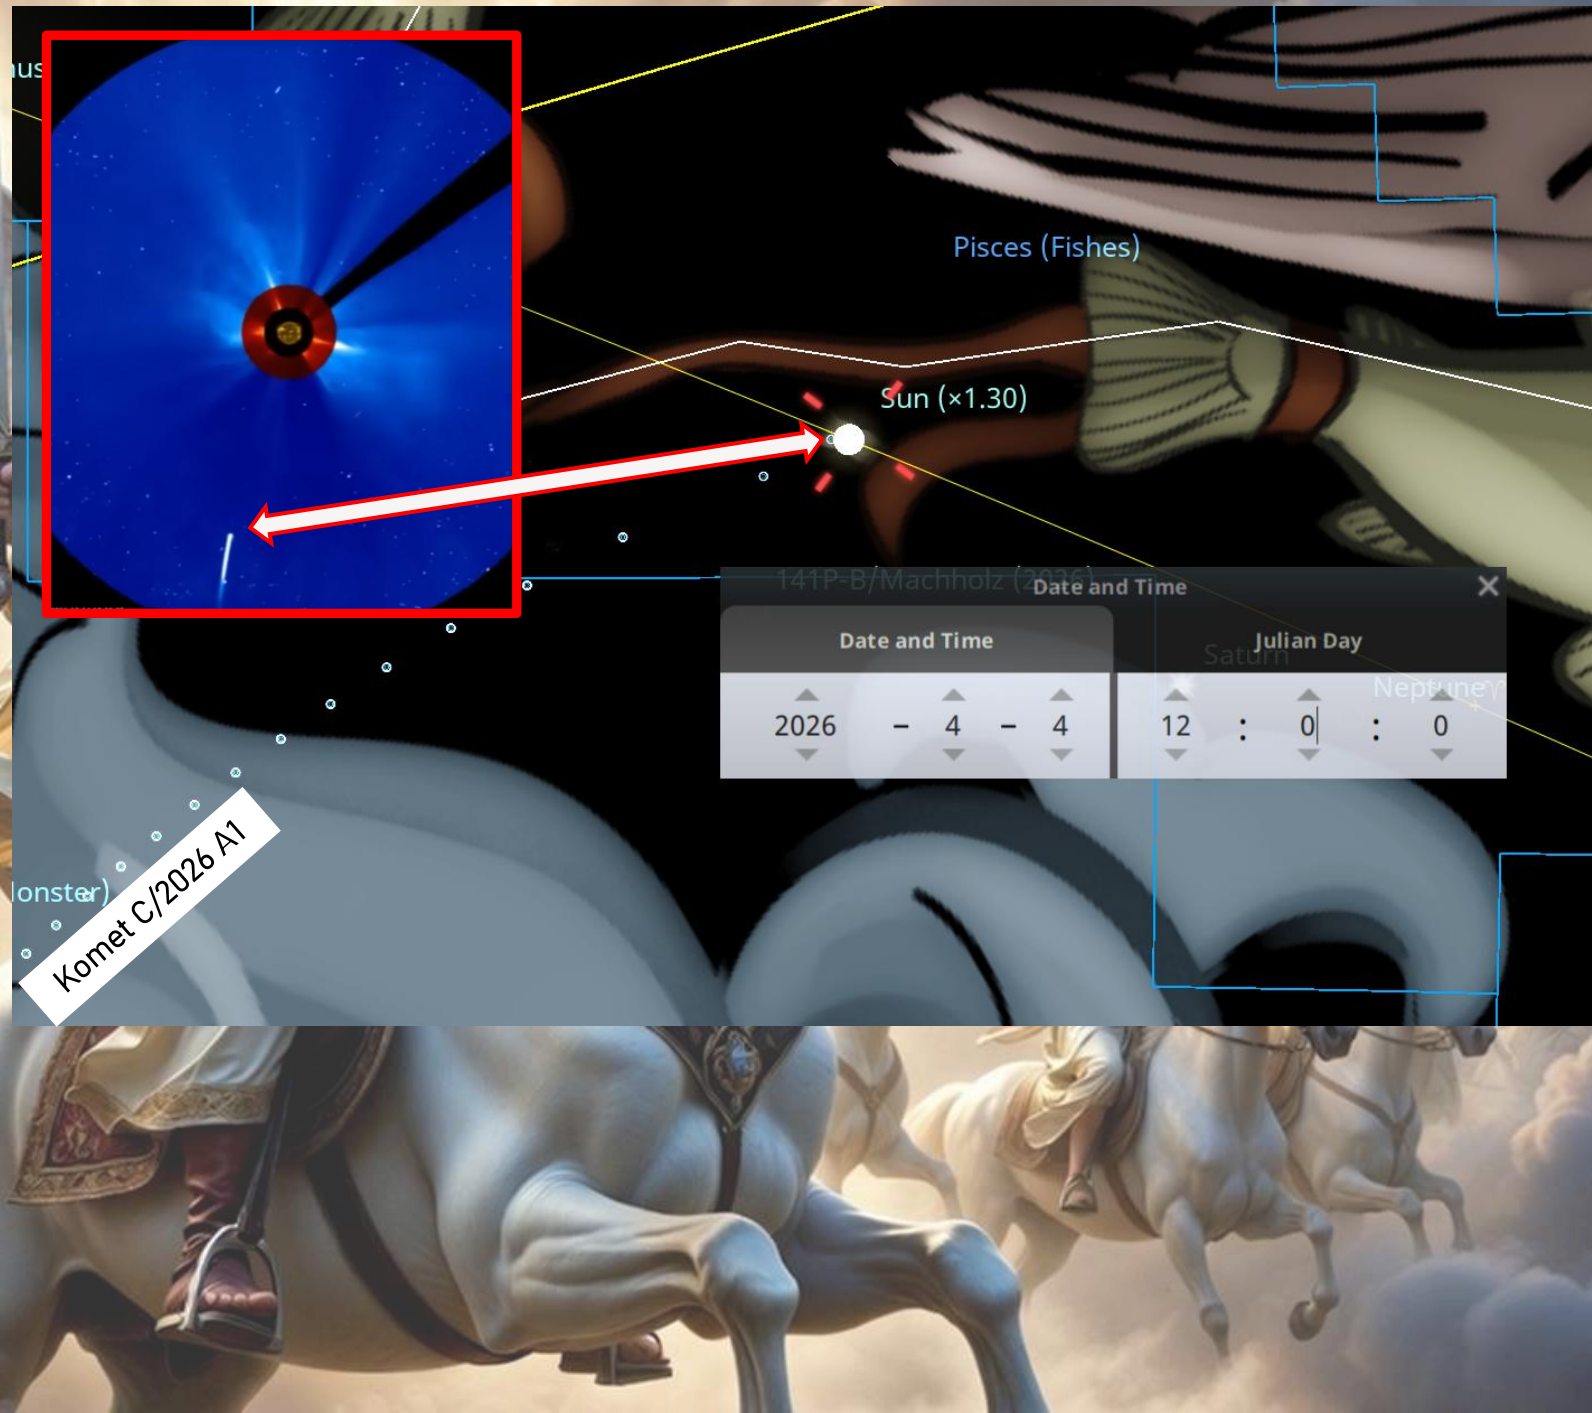 nus
Pisces (Fishes)
Sun (×1.30)
141P-B/Machholz (2026)
Date and Time
Date and Time
Julian Day
Saturn
Neptune
2026 - 4 - 4
12 : 0 : 0
onster)
Komet C/2026 A1